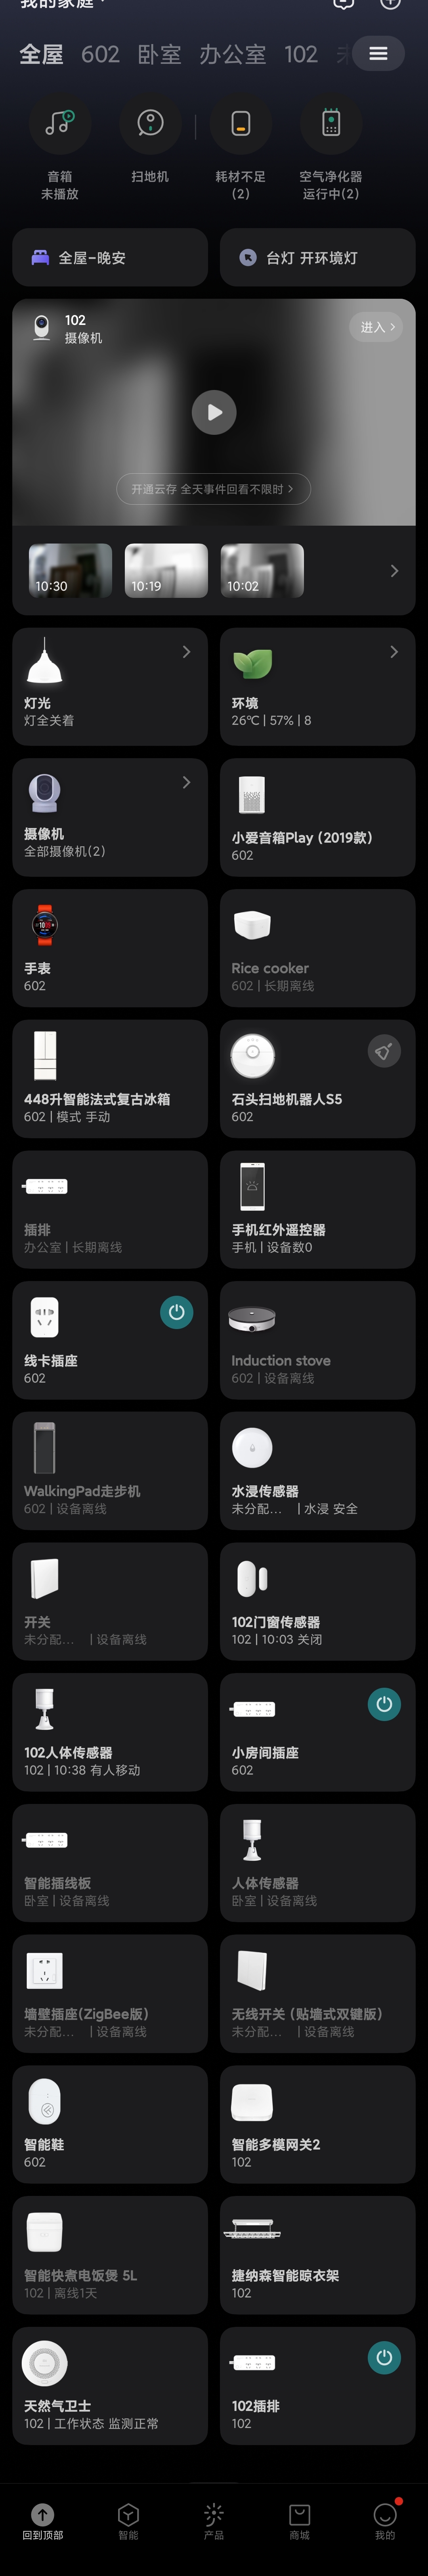 我的家庭
全屋 602 卧室 办公室 102
音箱
未播放
扫地机
耗材不足
(2)
空气净化器
运行中(2)
全屋-晚安
台灯 开环境灯
102
摄像机
进入
开通云存 全天事件回看不限时
10:30
10:19
10:02
灯光
灯全关着
环境
26℃ | 57% | 8
摄像机
全部摄像机(2)
小爱音箱Play (2019款)
602
手表
602
Rice cooker
602 | 长期离线
448升智能法式复古冰箱
602 | 模式 手动
石头扫地机器人S5
602
插排
办公室 | 长期离线
手机红外遥控器
手机 | 设备数0
线卡插座
602
Induction stove
602 | 设备离线
WalkingPad走步机
602 | 设备离线
水浸传感器
未分配... | 水浸 安全
开关
未分配... | 设备离线
102门窗传感器
102 | 10:03 关闭
102人体传感器
102 | 10:38 有人移动
小房间插座
602
智能插线板
卧室 | 设备离线
人体传感器
卧室 | 设备离线
墙壁插座(ZigBee版)
未分配... | 设备离线
无线开关 (贴墙式双键版)
未分配... | 设备离线
智能鞋
602
智能多模网关2
102
智能快煮电饭煲 5L
102 | 离线1天
捷纳森智能晾衣架
102
天然气卫士
102 | 工作状态 监测正常
102插排
102
回到顶部
智能
产品
商城
我的